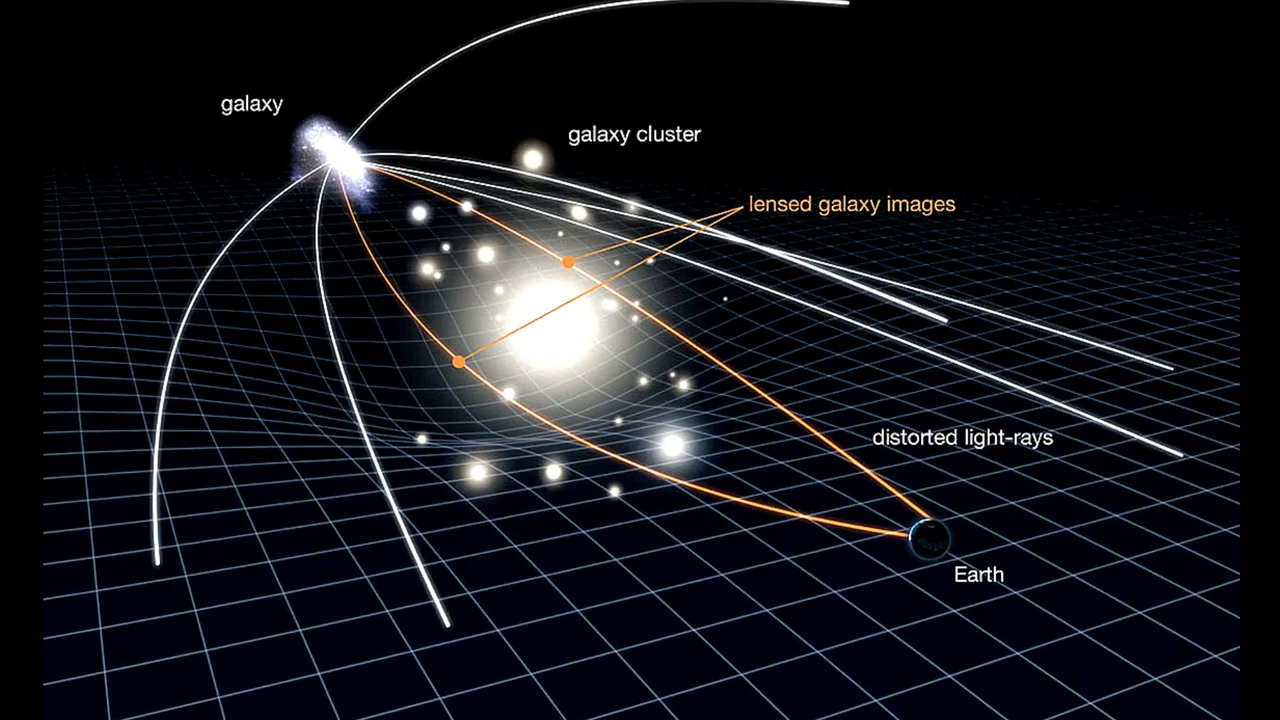 galaxy
galaxy cluster
lensed galaxy images
distorted light-rays
Earth